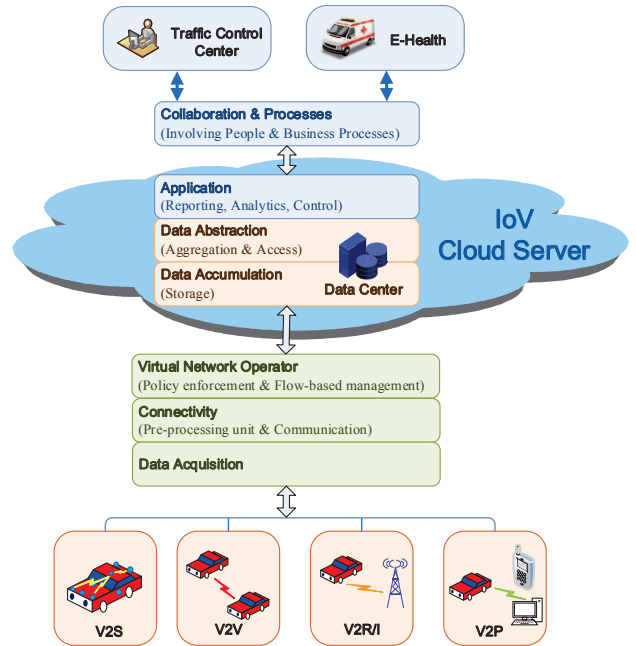 Traffic Control
Center
E-Health
Collaboration & Processes
(Involving People & Business Processes)
Application
(Reporting, Analytics, Control)
Data Abstraction
(Aggregation & Access)
Data Accumulation
(Storage)
Data Center
IoV
Cloud Server
Virtual Network Operator
(Policy enforcement & Flow-based management)
Connectivity
(Pre-processing unit & Communication)
Data Acquisition
V2S
V2V
V2R/I
V2P